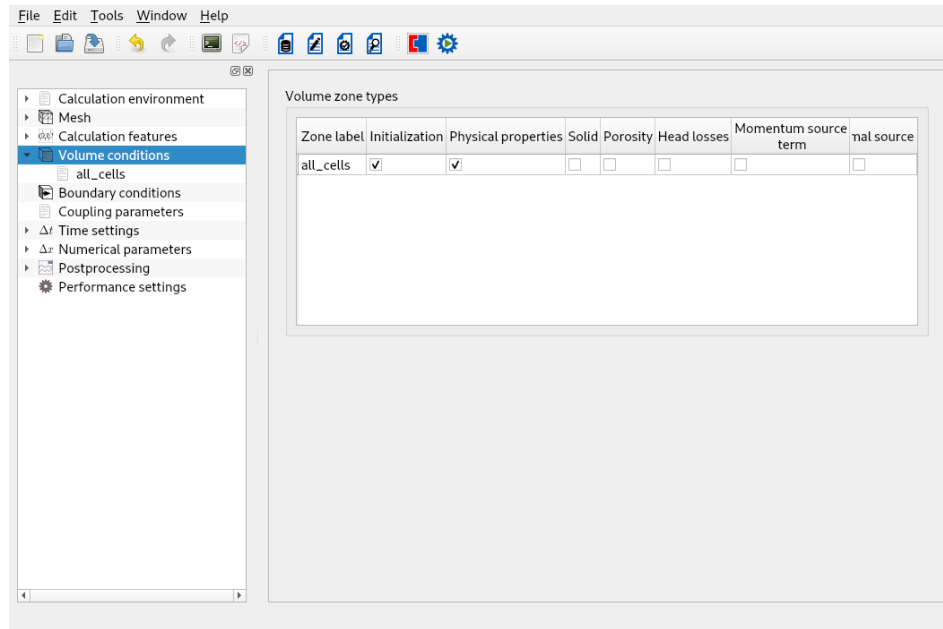 File Edit Tools Window Help
Calculation environment
Mesh
Calculation features
Volume conditions
all_cells
Boundary conditions
Coupling parameters
Δt Time settings
Δx Numerical parameters
Postprocessing
Performance settings
Volume zone types
Zone label Initialization Physical properties Solid Porosity Head losses Momentum source term nal source
all_cells